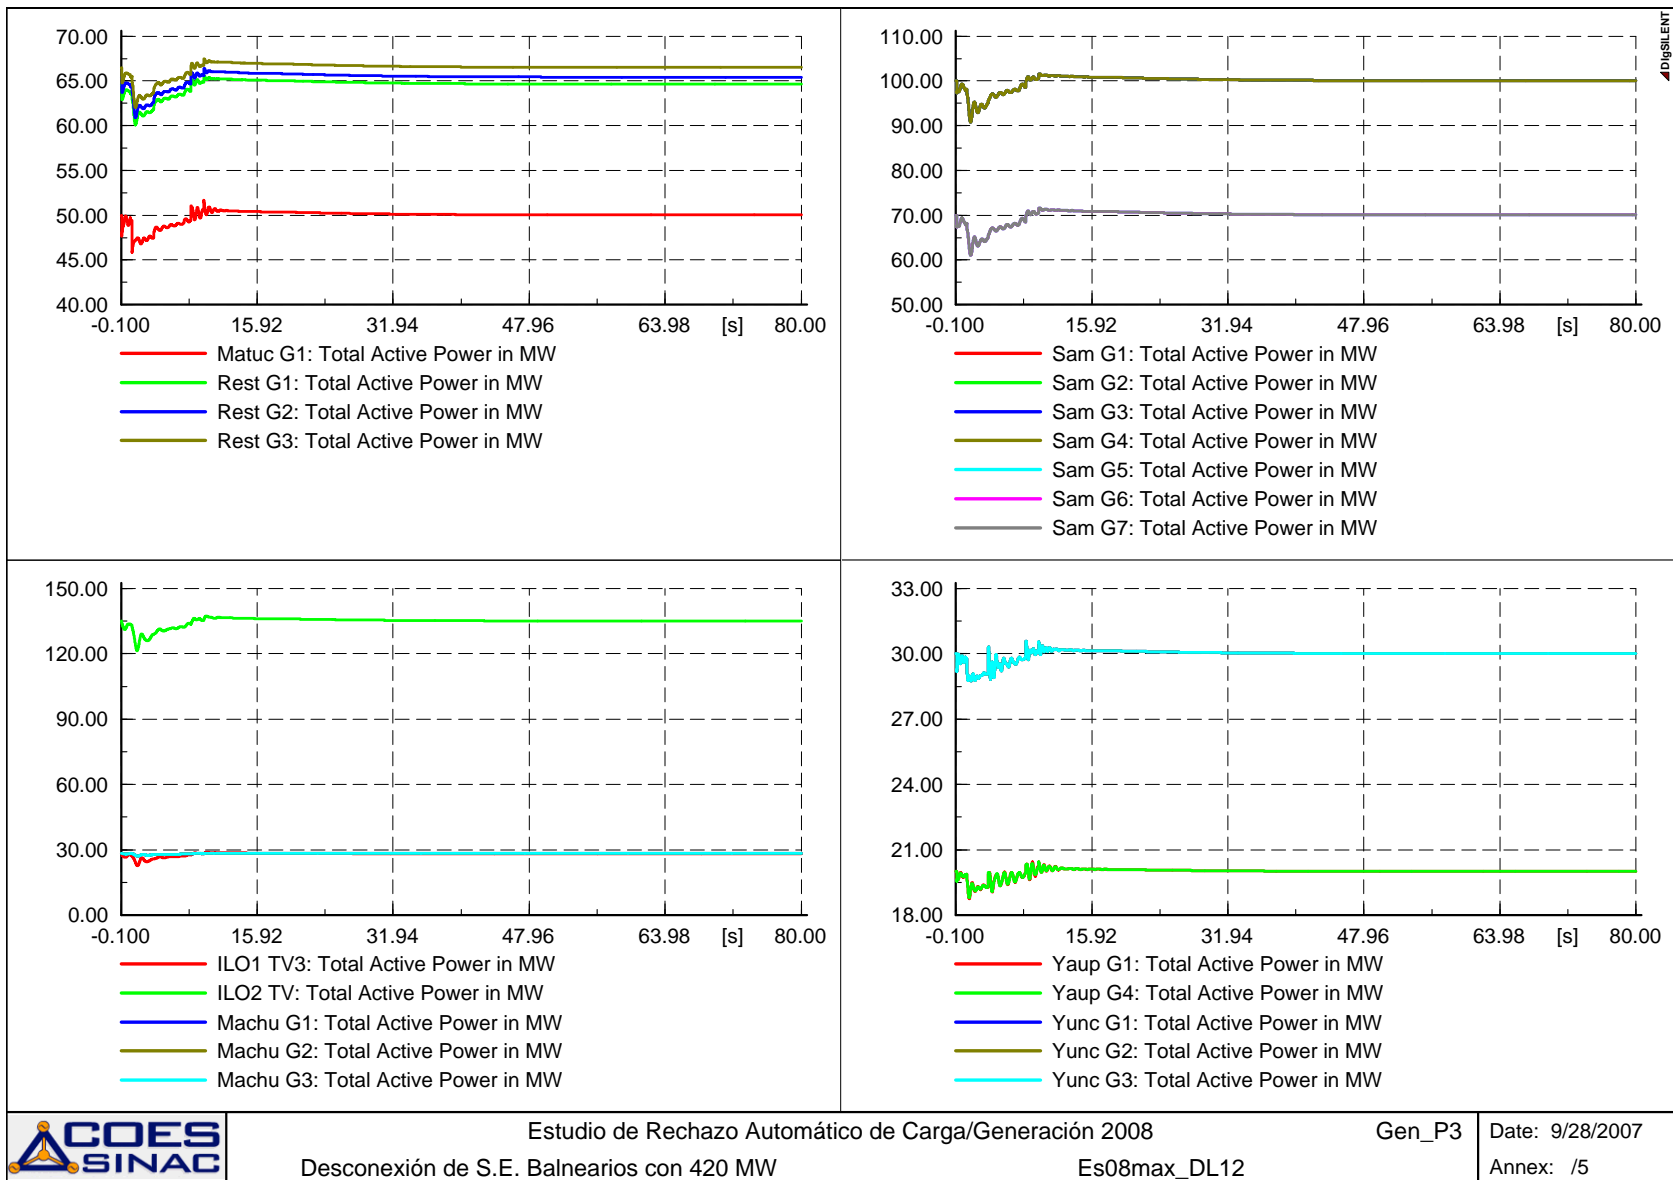 DIgSILENT
70.00
65.00
60.00
55.00
50.00
45.00
40.00
-0.100 15.92 31.94 47.96 63.98 [s] 80.00
Matuc G1: Total Active Power in MW
Rest G1: Total Active Power in MW
Rest G2: Total Active Power in MW
Rest G3: Total Active Power in MW
110.00
100.00
90.00
80.00
70.00
60.00
50.00
-0.100 15.92 31.94 47.96 63.98 [s] 80.00
Sam G1: Total Active Power in MW
Sam G2: Total Active Power in MW
Sam G3: Total Active Power in MW
Sam G4: Total Active Power in MW
Sam G5: Total Active Power in MW
Sam G6: Total Active Power in MW
Sam G7: Total Active Power in MW
150.00
120.00
90.00
60.00
30.00
0.00
-0.100 15.92 31.94 47.96 63.98 [s] 80.00
ILO1 TV3: Total Active Power in MW
ILO2 TV: Total Active Power in MW
Machu G1: Total Active Power in MW
Machu G2: Total Active Power in MW
Machu G3: Total Active Power in MW
33.00
30.00
27.00
24.00
21.00
18.00
-0.100 15.92 31.94 47.96 63.98 [s] 80.00
Yaup G1: Total Active Power in MW
Yaup G4: Total Active Power in MW
Yunc G1: Total Active Power in MW
Yunc G2: Total Active Power in MW
Yunc G3: Total Active Power in MW
COES
SINAC
Estudio de Rechazo Automático de Carga/Generación 2008 Gen_P3
Desconexión de S.E. Balnearios con 420 MW Es08max_DL12
Date: 9/28/2007
Annex: /5